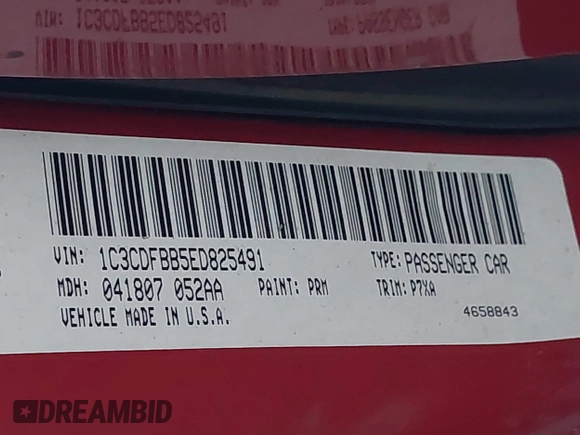 VIN: 1C3CDFBB5ED825491 TYPE: PASSENGER CAR
MDH: 041807 052AA PAINT: PRM TRIM: P7XA
VEHICLE MADE IN U.S.A. 4658843
DREAMBID